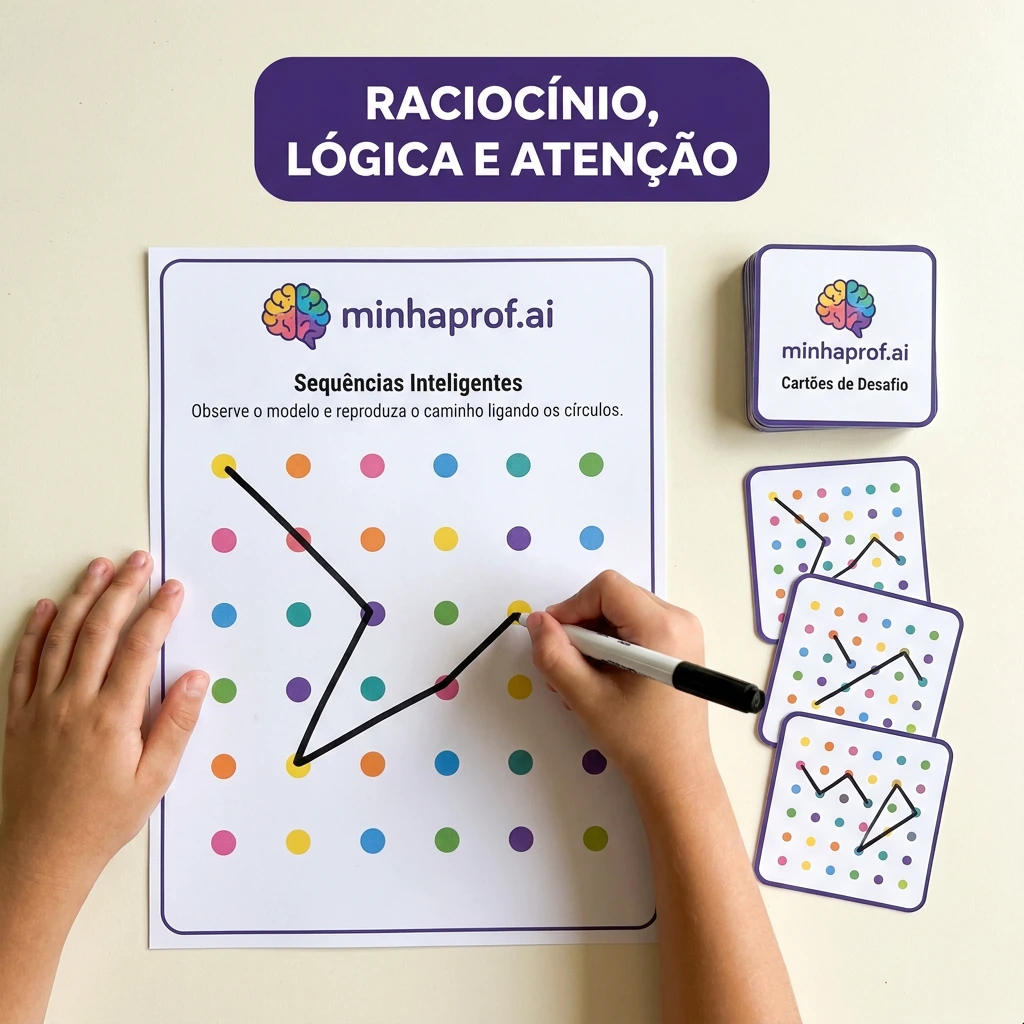 RACIOCÍNIO,
LÓGICA E ATENÇÃO
minhaprof.ai
Sequências Inteligentes
Observe o modelo e reproduza o caminho ligando os círculos.
minhaprof.ai
Cartões de Desafio